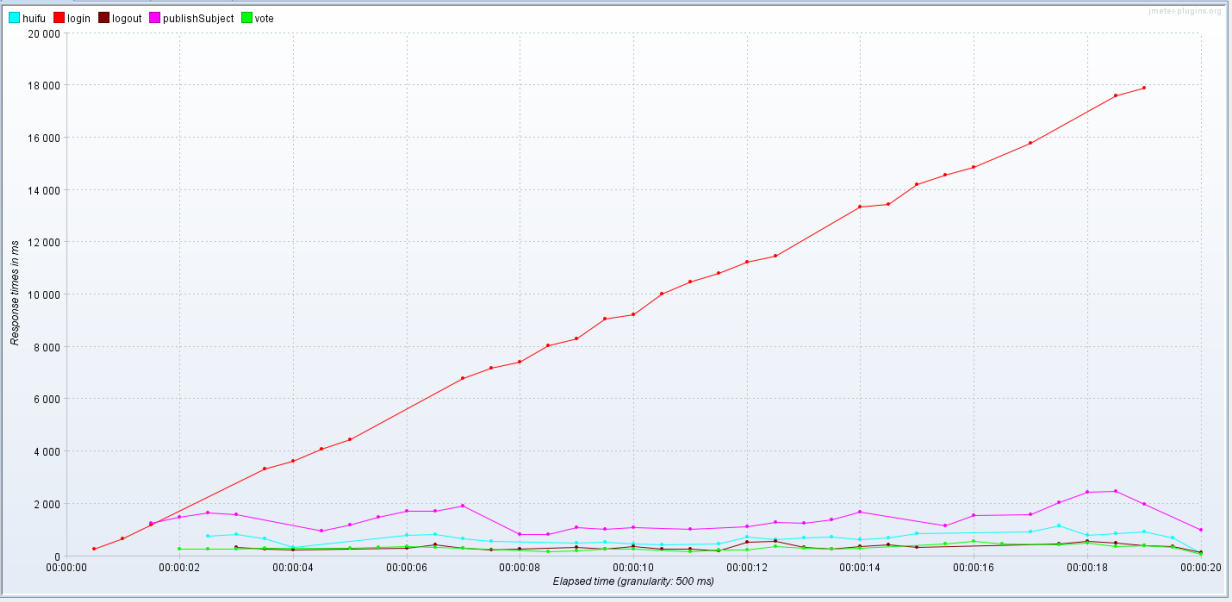 huifu login logout publishSubject vote
jmeter-plugins.org
20 000
18 000
16 000
14 000
12 000
10 000
8 000
6 000
4 000
2 000
0
Response times in ms
00:00:00 00:00:02 00:00:04 00:00:06 00:00:08 00:00:10 00:00:12 00:00:14 00:00:16 00:00:18 00:00:20
Elapsed time (granularity: 500 ms)